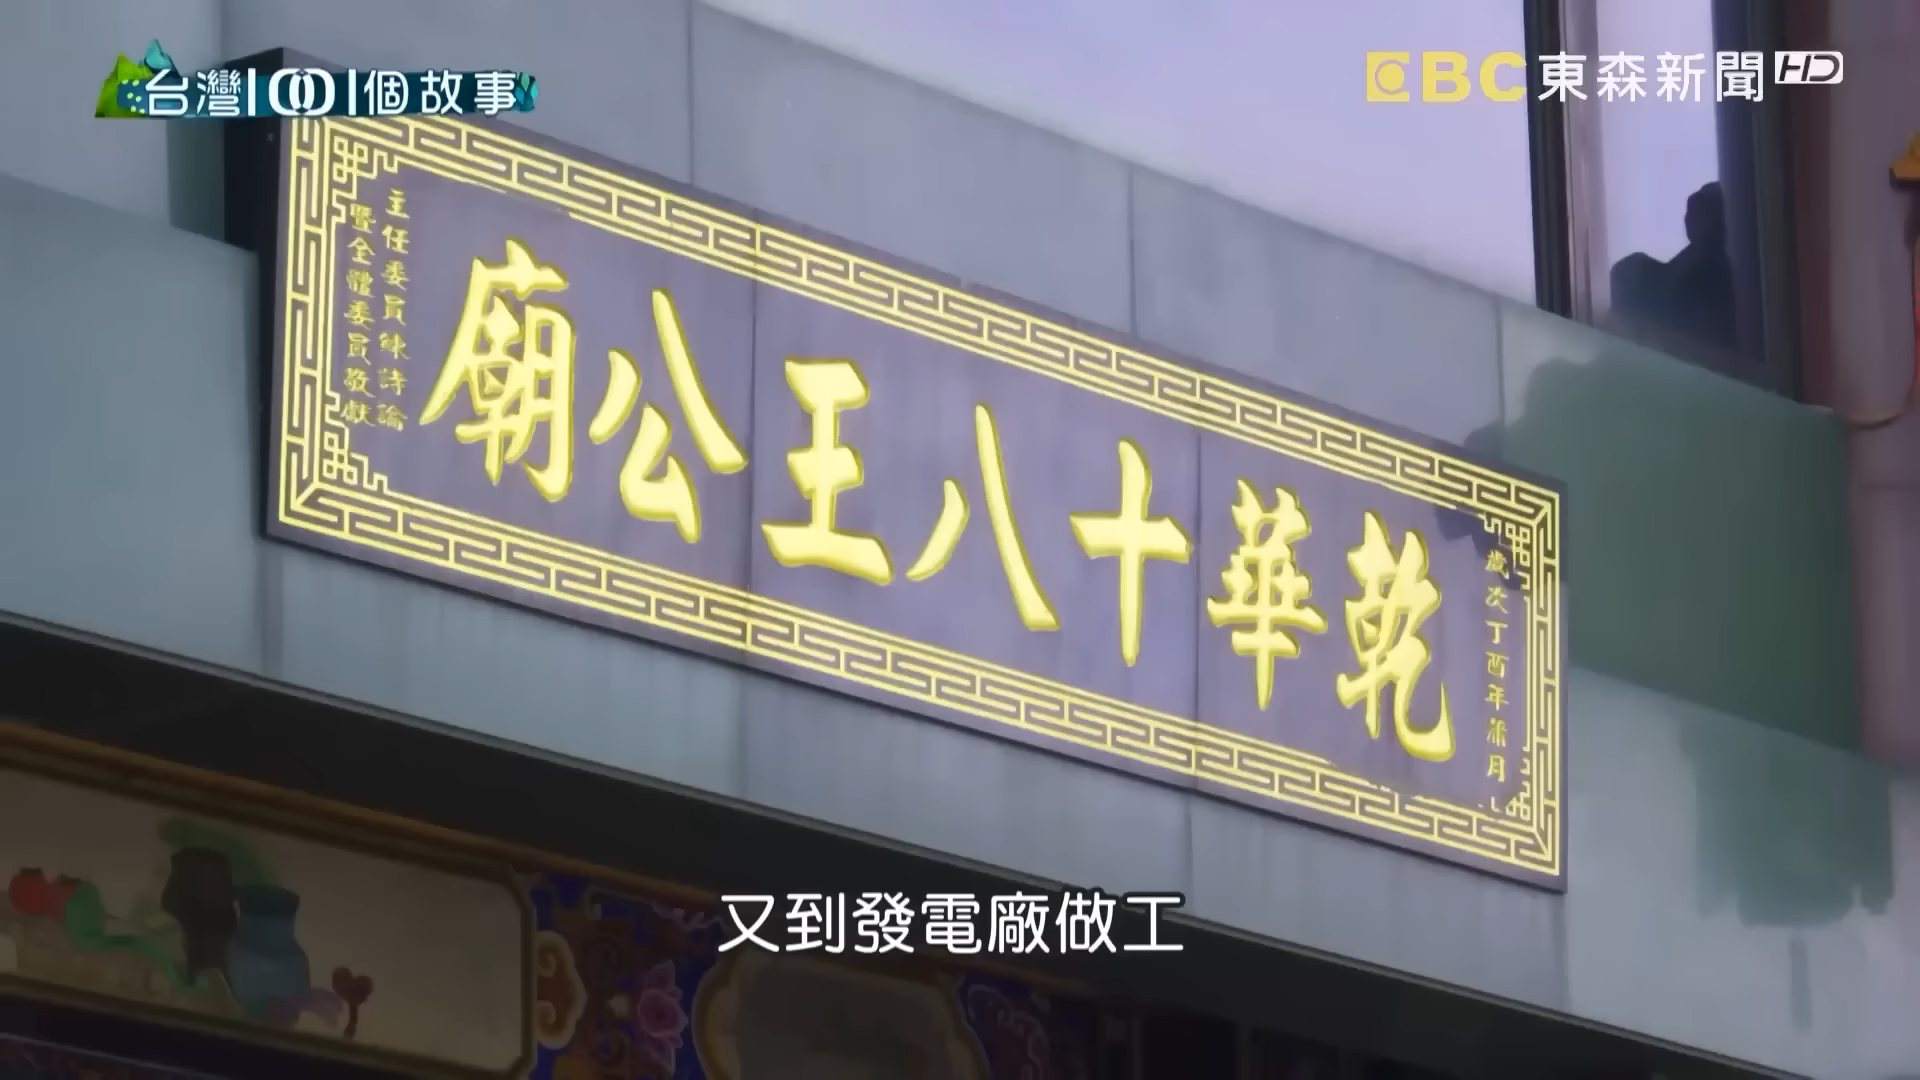 台灣1001個故事
EBC東森新聞HD
乾華十八王公廟
歲次丁酉年
主任委員陳詩論
暨全體委員敬獻
又到發電廠做工